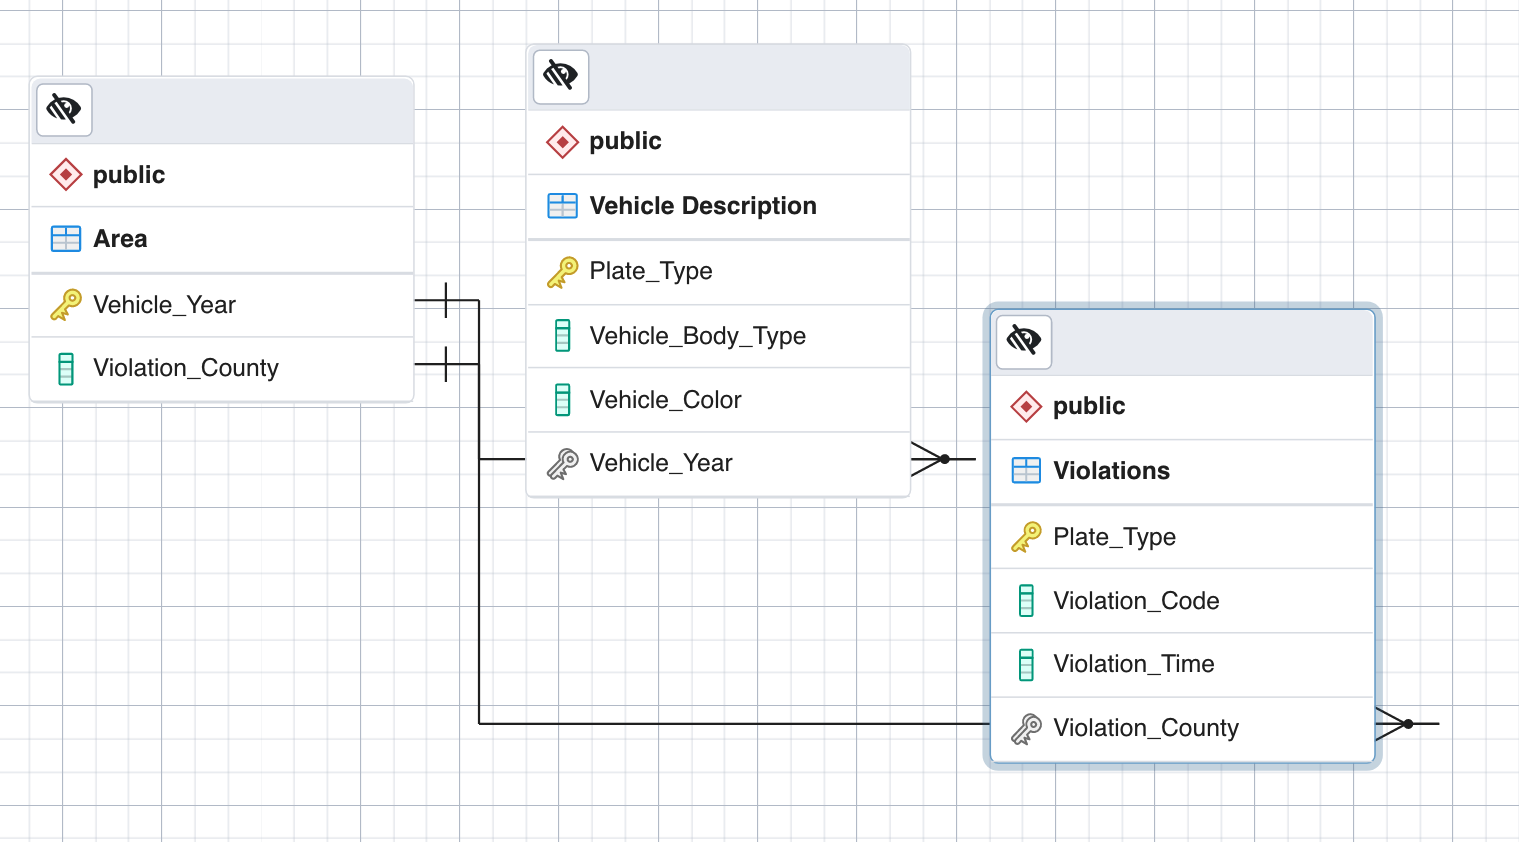 public
Area
Vehicle_Year
Violation_County
public
Vehicle Description
Plate_Type
Vehicle_Body_Type
Vehicle_Color
Vehicle_Year
public
Violations
Plate_Type
Violation_Code
Violation_Time
Violation_County